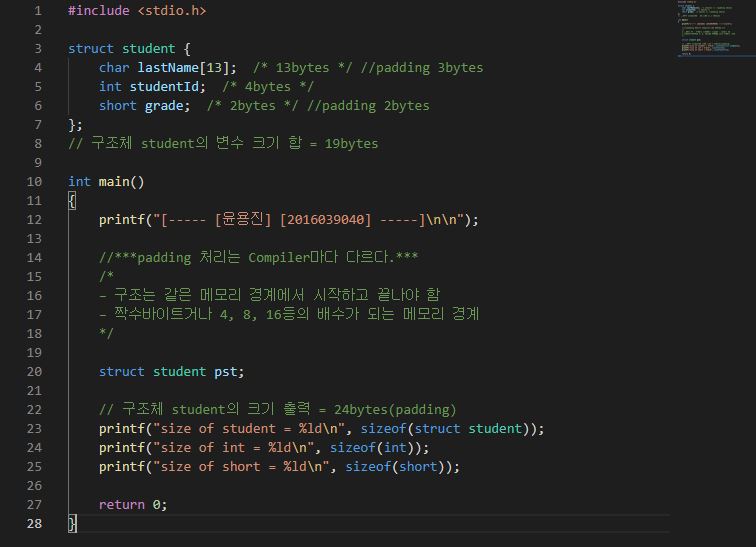 1 #include <stdio.h>
2
3 struct student {
4 char lastName[13]; /* 13bytes */ //padding 3bytes
5 int studentId; /* 4bytes */
6 short grade; /* 2bytes */ //padding 2bytes
7 };
8 // 구조체 student의 변수 크기 합 = 19bytes
9
10 int main()
11 {
12 printf("[----- [윤용진] [2016039040] -----]\n\n");
13
14 //***padding 처리는 Compiler마다 다르다.***
15 /*
16 - 구조는 같은 메모리 경계에서 시작하고 끝나야 함
17 - 짝수바이트거나 4, 8, 16등의 배수가 되는 메모리 경계
18 */
19
20 struct student pst;
21
22 // 구조체 student의 크기 출력 = 24bytes(padding)
23 printf("size of student = %ld\n", sizeof(struct student));
24 printf("size of int = %ld\n", sizeof(int));
25 printf("size of short = %ld\n", sizeof(short));
26
27 return 0;
28 }